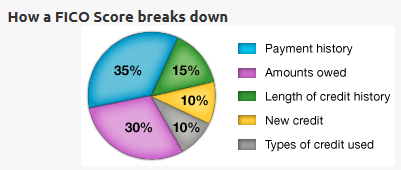 How a FICO Score breaks down
35%
15%
10%
30%
10%
Payment history
Amounts owed
Length of credit history
New credit
Types of credit used